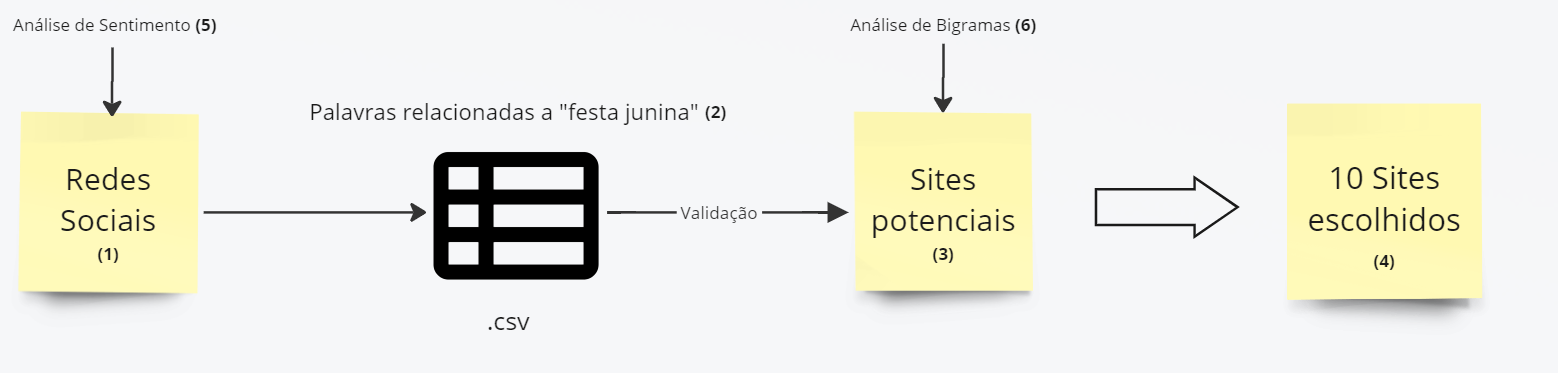 Análise de Sentimento (5)
Análise de Bigramas (6)
Palavras relacionadas a "festa junina" (2)
Redes
Sociais
(1)
.csv
Validação
Sites
potenciais
(3)
10 Sites
escolhidos
(4)